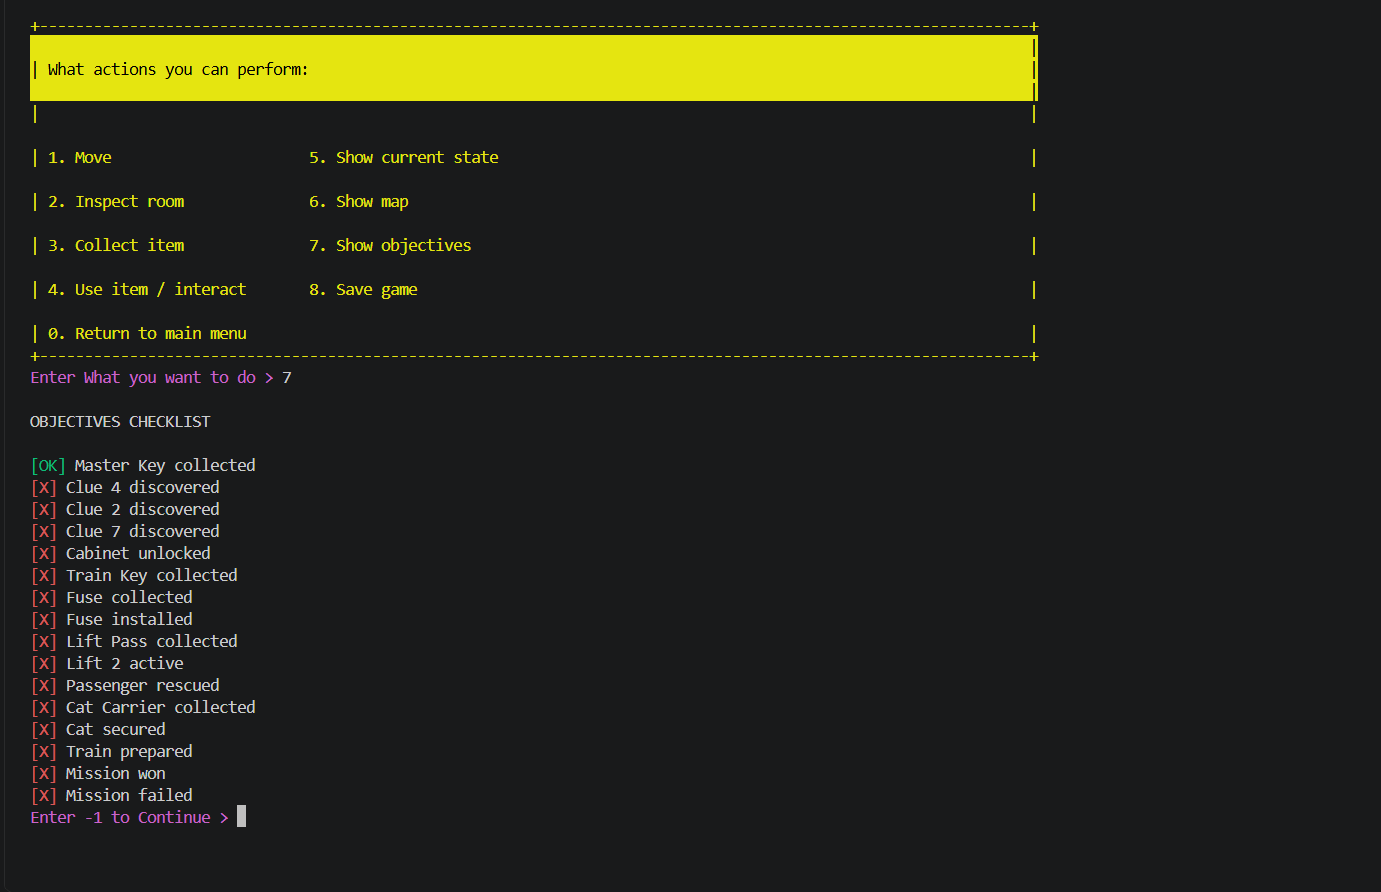 +--------------------------------------------------------------------------------------------------------------+
| What actions you can perform: |
| |
| 1. Move 5. Show current state |
| 2. Inspect room 6. Show map |
| 3. Collect item 7. Show objectives |
| 4. Use item / interact 8. Save game |
| 0. Return to main menu |
+--------------------------------------------------------------------------------------------------------------+
Enter What you want to do > 7
OBJECTIVES CHECKLIST
[OK] Master Key collected
[X] Clue 4 discovered
[X] Clue 2 discovered
[X] Clue 7 discovered
[X] Cabinet unlocked
[X] Train Key collected
[X] Fuse collected
[X] Fuse installed
[X] Lift Pass collected
[X] Lift 2 active
[X] Passenger rescued
[X] Cat Carrier collected
[X] Cat secured
[X] Train prepared
[X] Mission won
[X] Mission failed
Enter -1 to Continue >